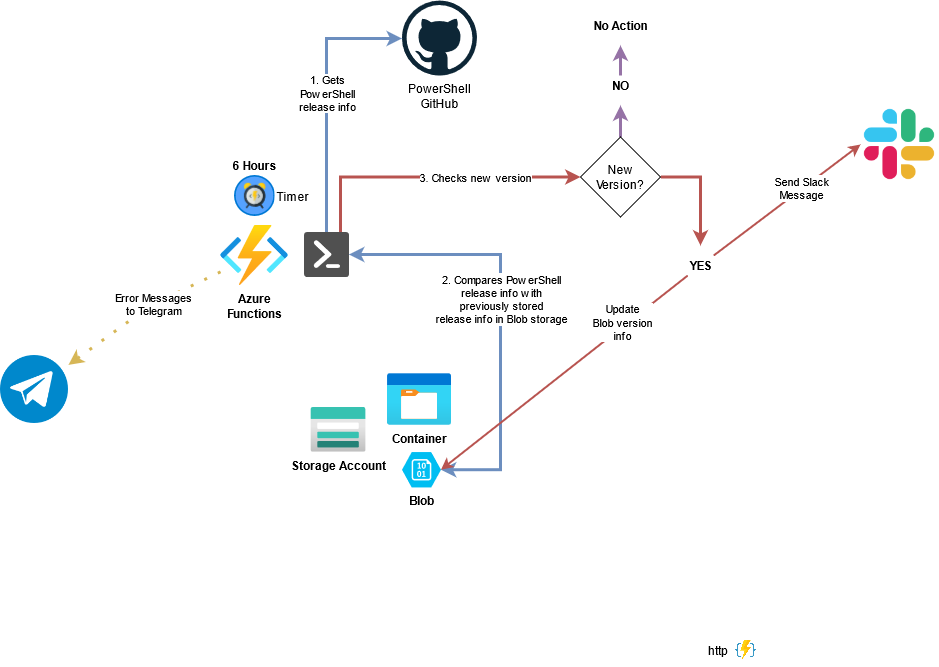 No Action
1. Gets
PowerShell
release info
PowerShell
GitHub
NO
6 Hours
Timer
3. Checks new version
New
Version?
Send Slack
Message
YES
2. Compares PowerShell
release info with
previously stored
release info in Blob storage
Error Messages
to Telegram
Azure
Functions
Update
Blob version
info
Container
Storage Account
10
01
Blob
http